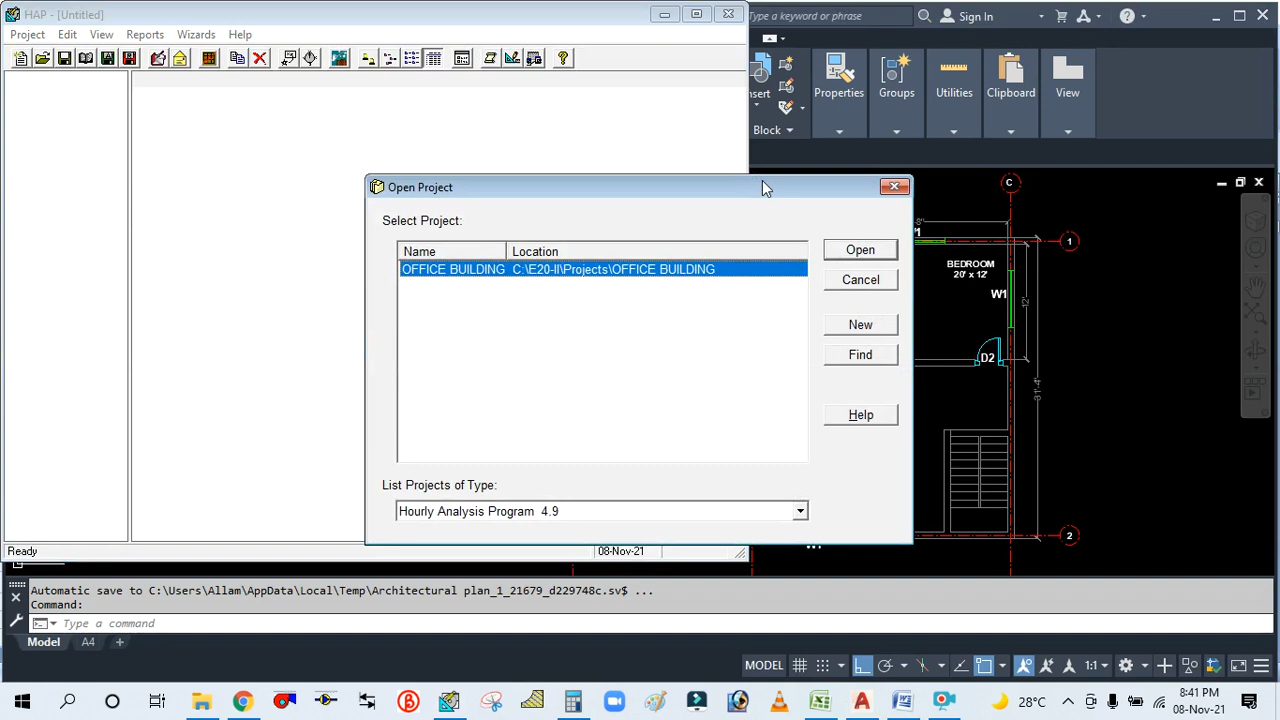 HAP - [Untitled]
Type a keyword or phrase
Sign In
Project Edit View Reports Wizards Help
Properties
Groups
Utilities
Clipboard
View
Block
Open Project
Select Project:
Name Location
OFFICE BUILDING C:\E20-II\Projects\OFFICE BUILDING
Open
Cancel
New
Find
Help
List Projects of Type:
Hourly Analysis Program 4.9
C
1
BEDROOM
20' x 12'
W1
12'
D2
2
Ready
08-Nov-21
Automatic save to C:\Users\Allam\AppData\Local\Temp\Architectural plan_1_21679_d229748c.sv$ ...
Command:
Type a command
Model A4 +
MODEL
1:1
28°C
8:41 PM
08-Nov-21